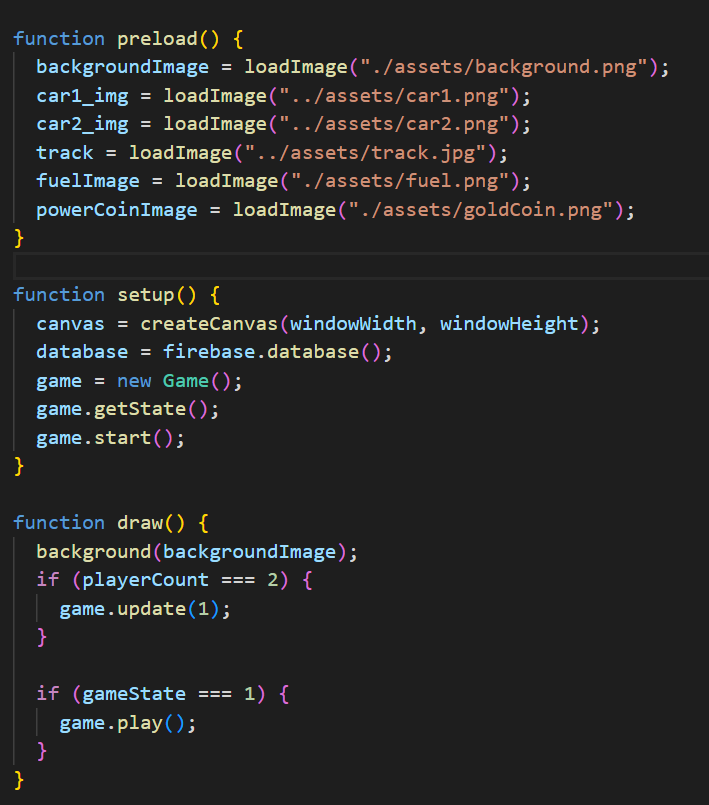 function preload() {
  backgroundImage = loadImage("./assets/background.png");
  car1_img = loadImage("../assets/car1.png");
  car2_img = loadImage("../assets/car2.png");
  track = loadImage("../assets/track.jpg");
  fuelImage = loadImage("./assets/fuel.png");
  powerCoinImage = loadImage("./assets/goldCoin.png");
}

function setup() {
  canvas = createCanvas(windowWidth, windowHeight);
  database = firebase.database();
  game = new Game();
  game.getState();
  game.start();
}

function draw() {
  background(backgroundImage);
  if (playerCount === 2) {
    game.update(1);
  }

  if (gameState === 1) {
    game.play();
  }
}